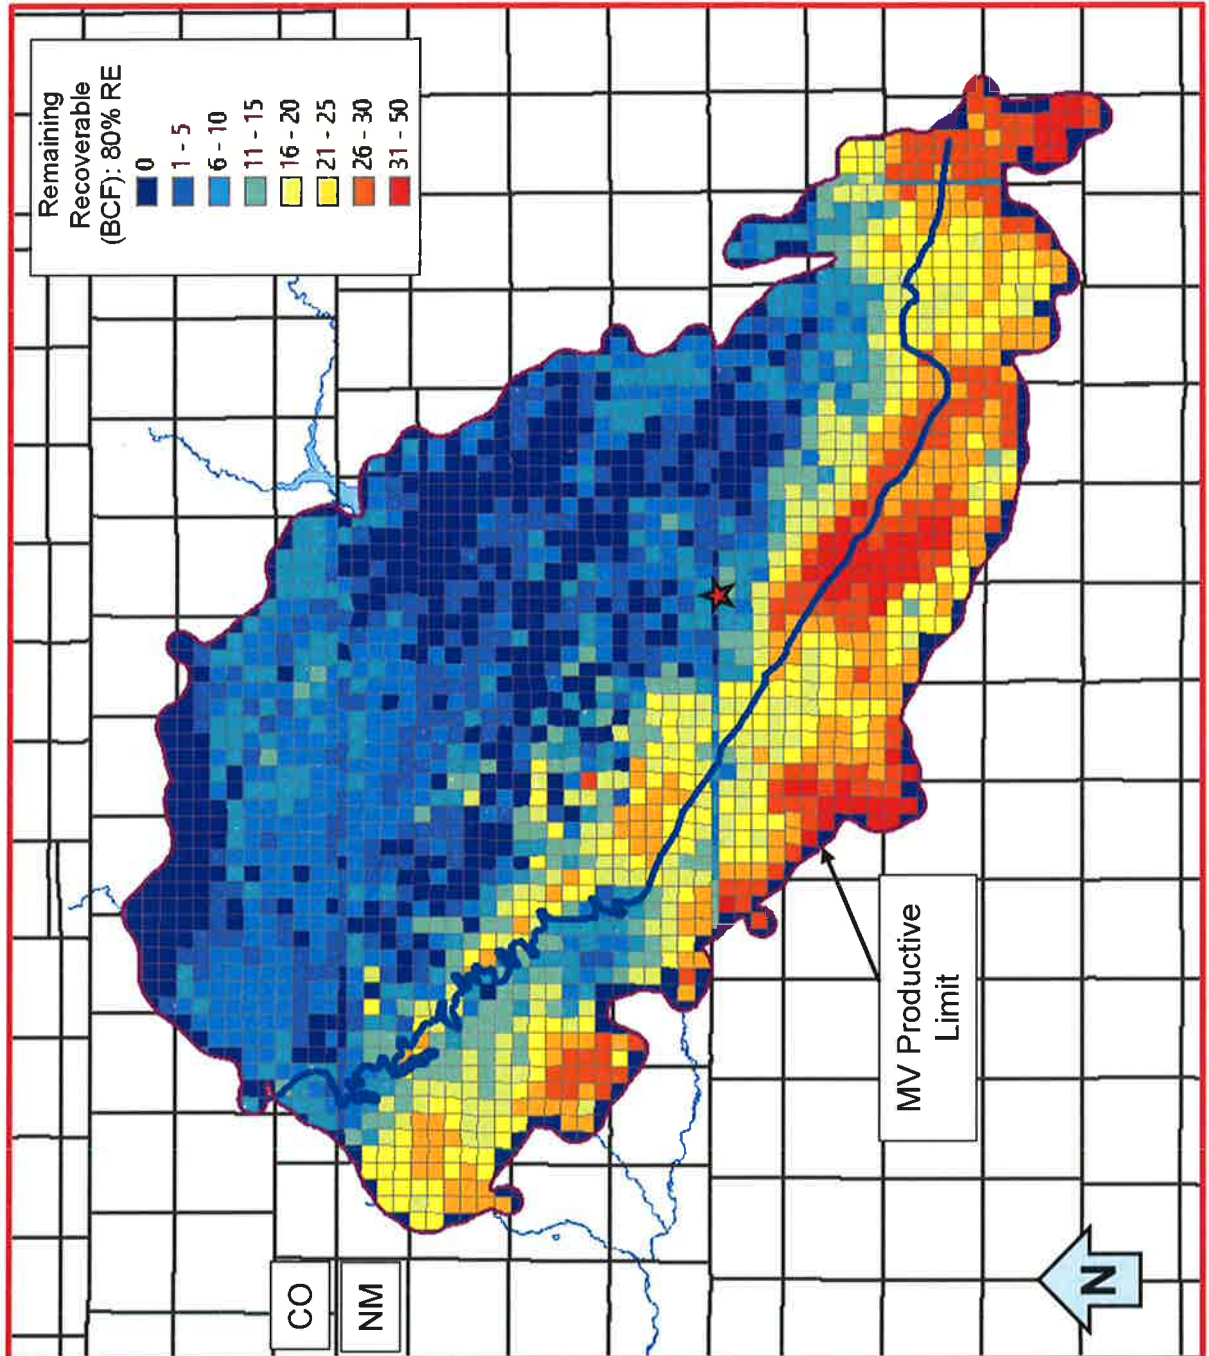 Remaining
Recoverable
(BCF): 80% RE
0
1 - 5
6 - 10
11 - 15
16 - 20
21 - 25
26 - 30
31 - 50
CO
NM
MV Productive
Limit
N